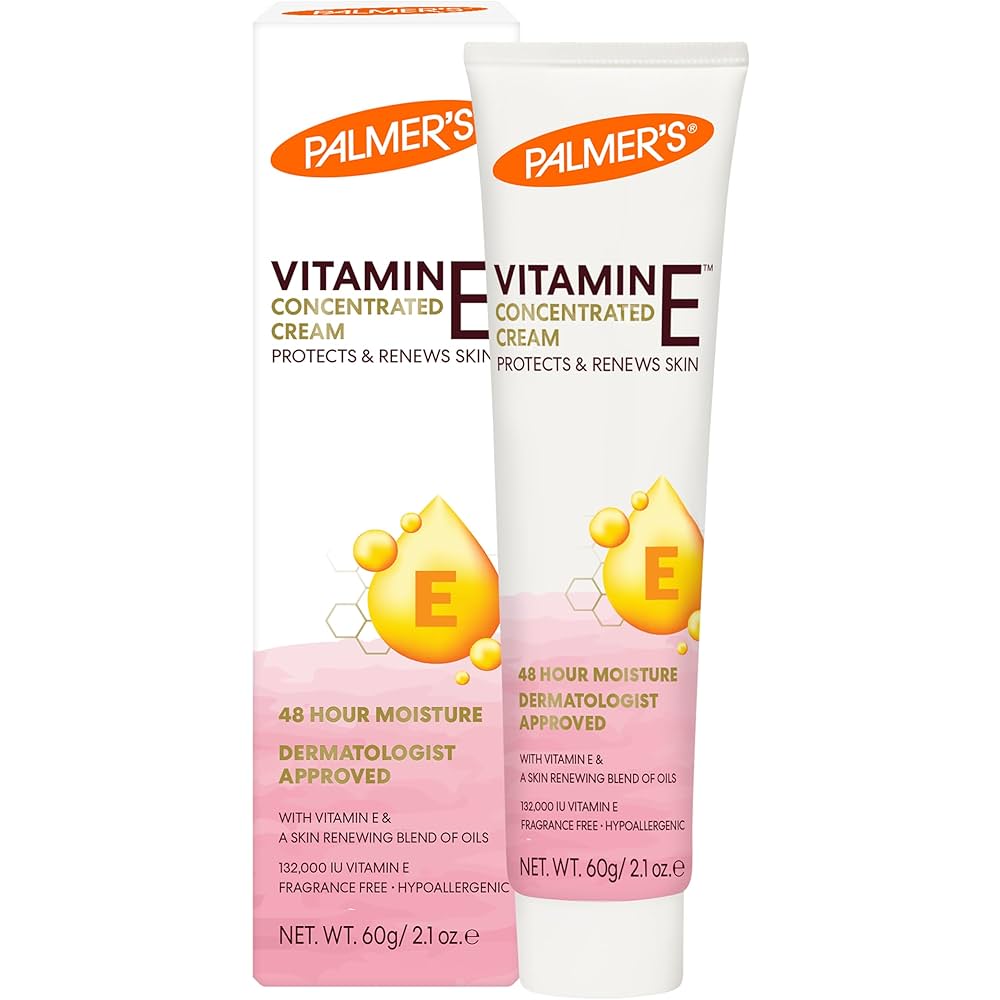 PALMER'S
PALMER'S
VITAMIN E
CONCENTRATED
CREAM
PROTECTS & RENEWS SKIN
E
48 HOUR MOISTURE
DERMATOLOGIST
APPROVED
WITH VITAMIN E &
A SKIN RENEWING BLEND OF OILS
132,000 IU VITAMIN E
FRAGRANCE FREE • HYPOALLERGENIC
NET. WT. 60g/ 2.1 oz.℮
PALMER'S®
VITAMIN E™
CONCENTRATED
CREAM
PROTECTS & RENEWS SKIN
E
48 HOUR MOISTURE
DERMATOLOGIST
APPROVED
WITH VITAMIN E &
A SKIN RENEWING BLEND OF OILS
132,000 IU VITAMIN E
FRAGRANCE FREE • HYPOALLERGENIC
NET. WT. 60g/ 2.1 oz.℮